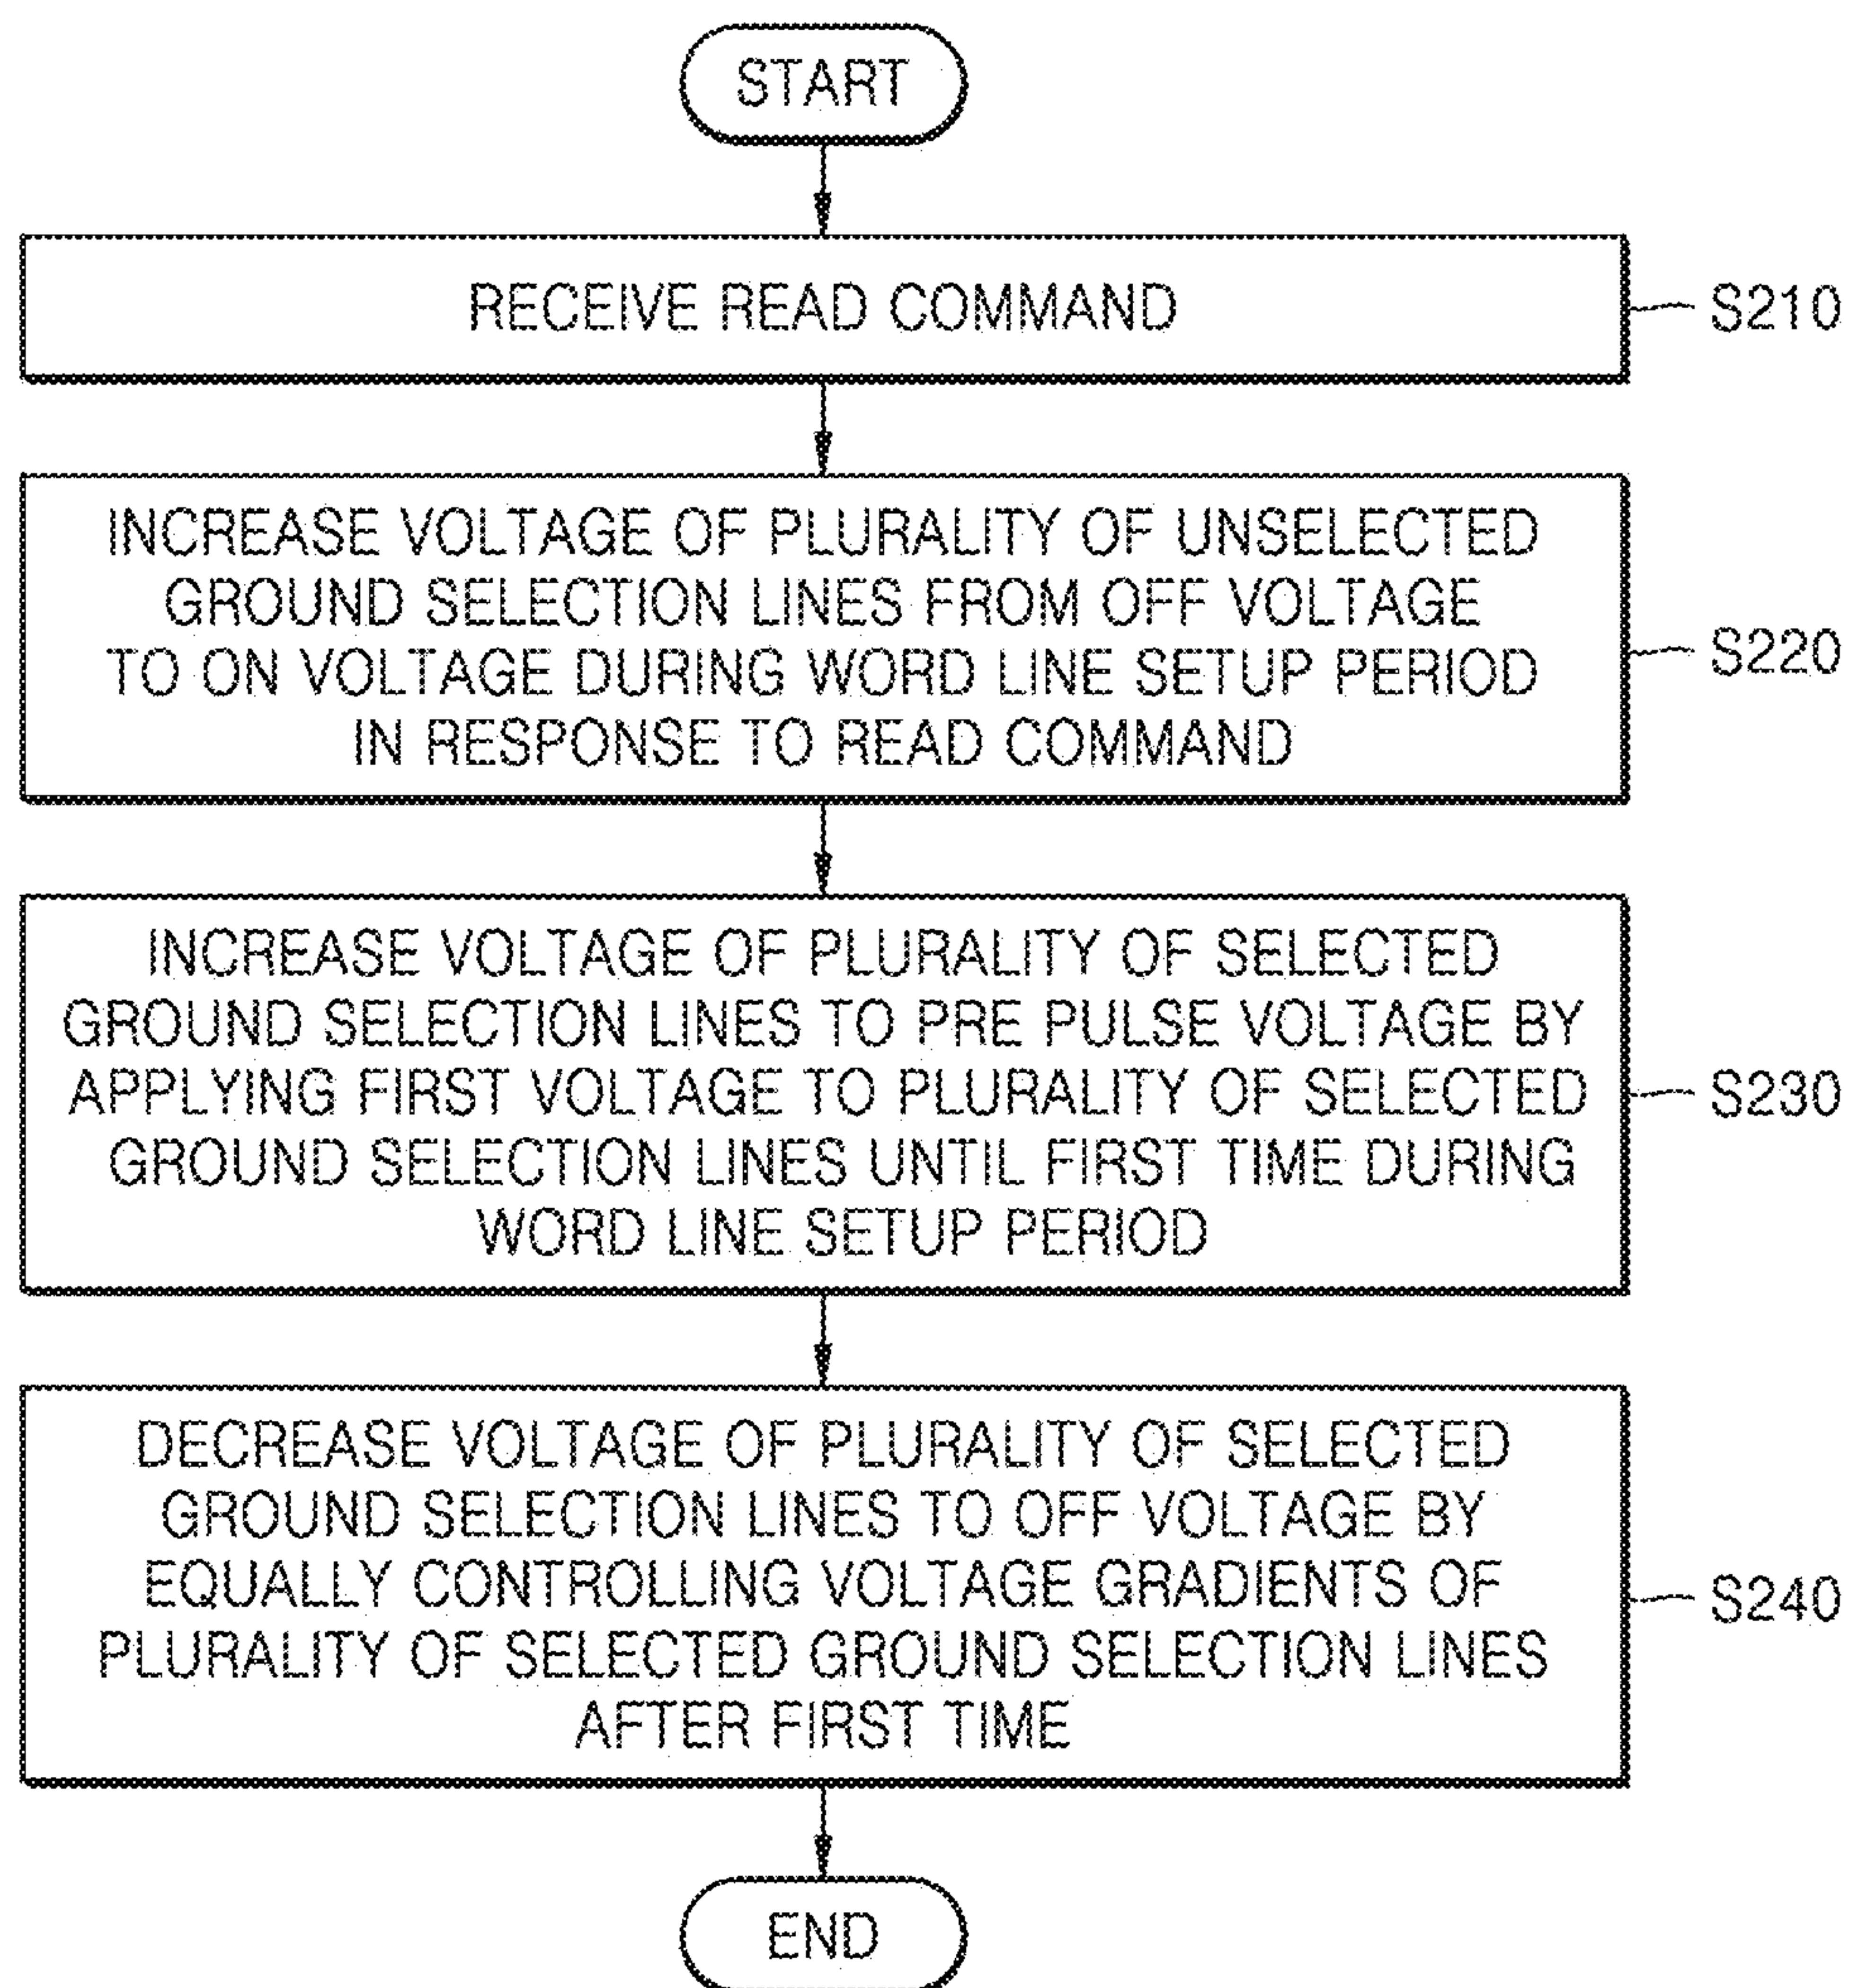 START
RECEIVE READ COMMAND
S210
INCREASE VOLTAGE OF PLURALITY OF UNSELECTED
GROUND SELECTION LINES FROM OFF VOLTAGE
TO ON VOLTAGE DURING WORD LINE SETUP PERIOD
IN RESPONSE TO READ COMMAND
S220
INCREASE VOLTAGE OF PLURALITY OF SELECTED
GROUND SELECTION LINES TO PRE PULSE VOLTAGE BY
APPLYING FIRST VOLTAGE TO PLURALITY OF SELECTED
GROUND SELECTION LINES UNTIL FIRST TIME DURING
WORD LINE SETUP PERIOD
S230
DECREASE VOLTAGE OF PLURALITY OF SELECTED
GROUND SELECTION LINES TO OFF VOLTAGE BY
EQUALLY CONTROLLING VOLTAGE GRADIENTS OF
PLURALITY OF SELECTED GROUND SELECTION LINES
AFTER FIRST TIME
S240
END